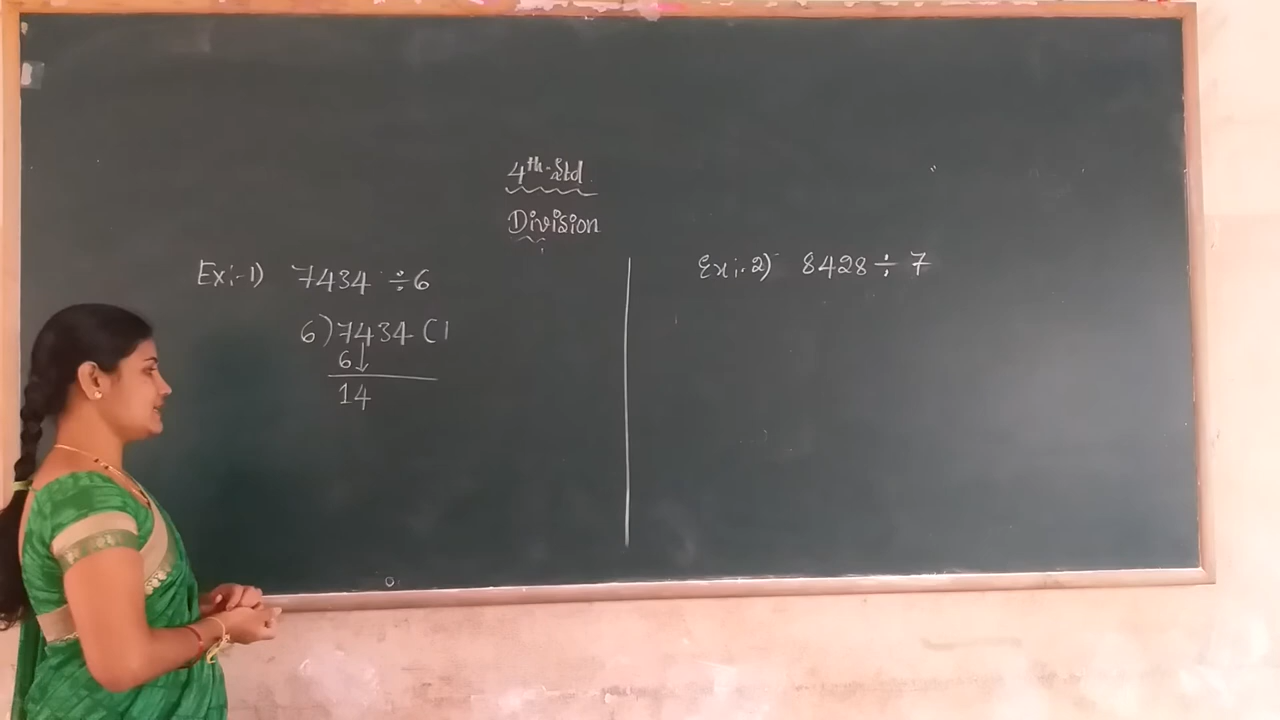 4th Std
Division
Ex:-1) 7434 ÷ 6
6)7434(1
6↓
14
Ex:-2) 8428 ÷ 7